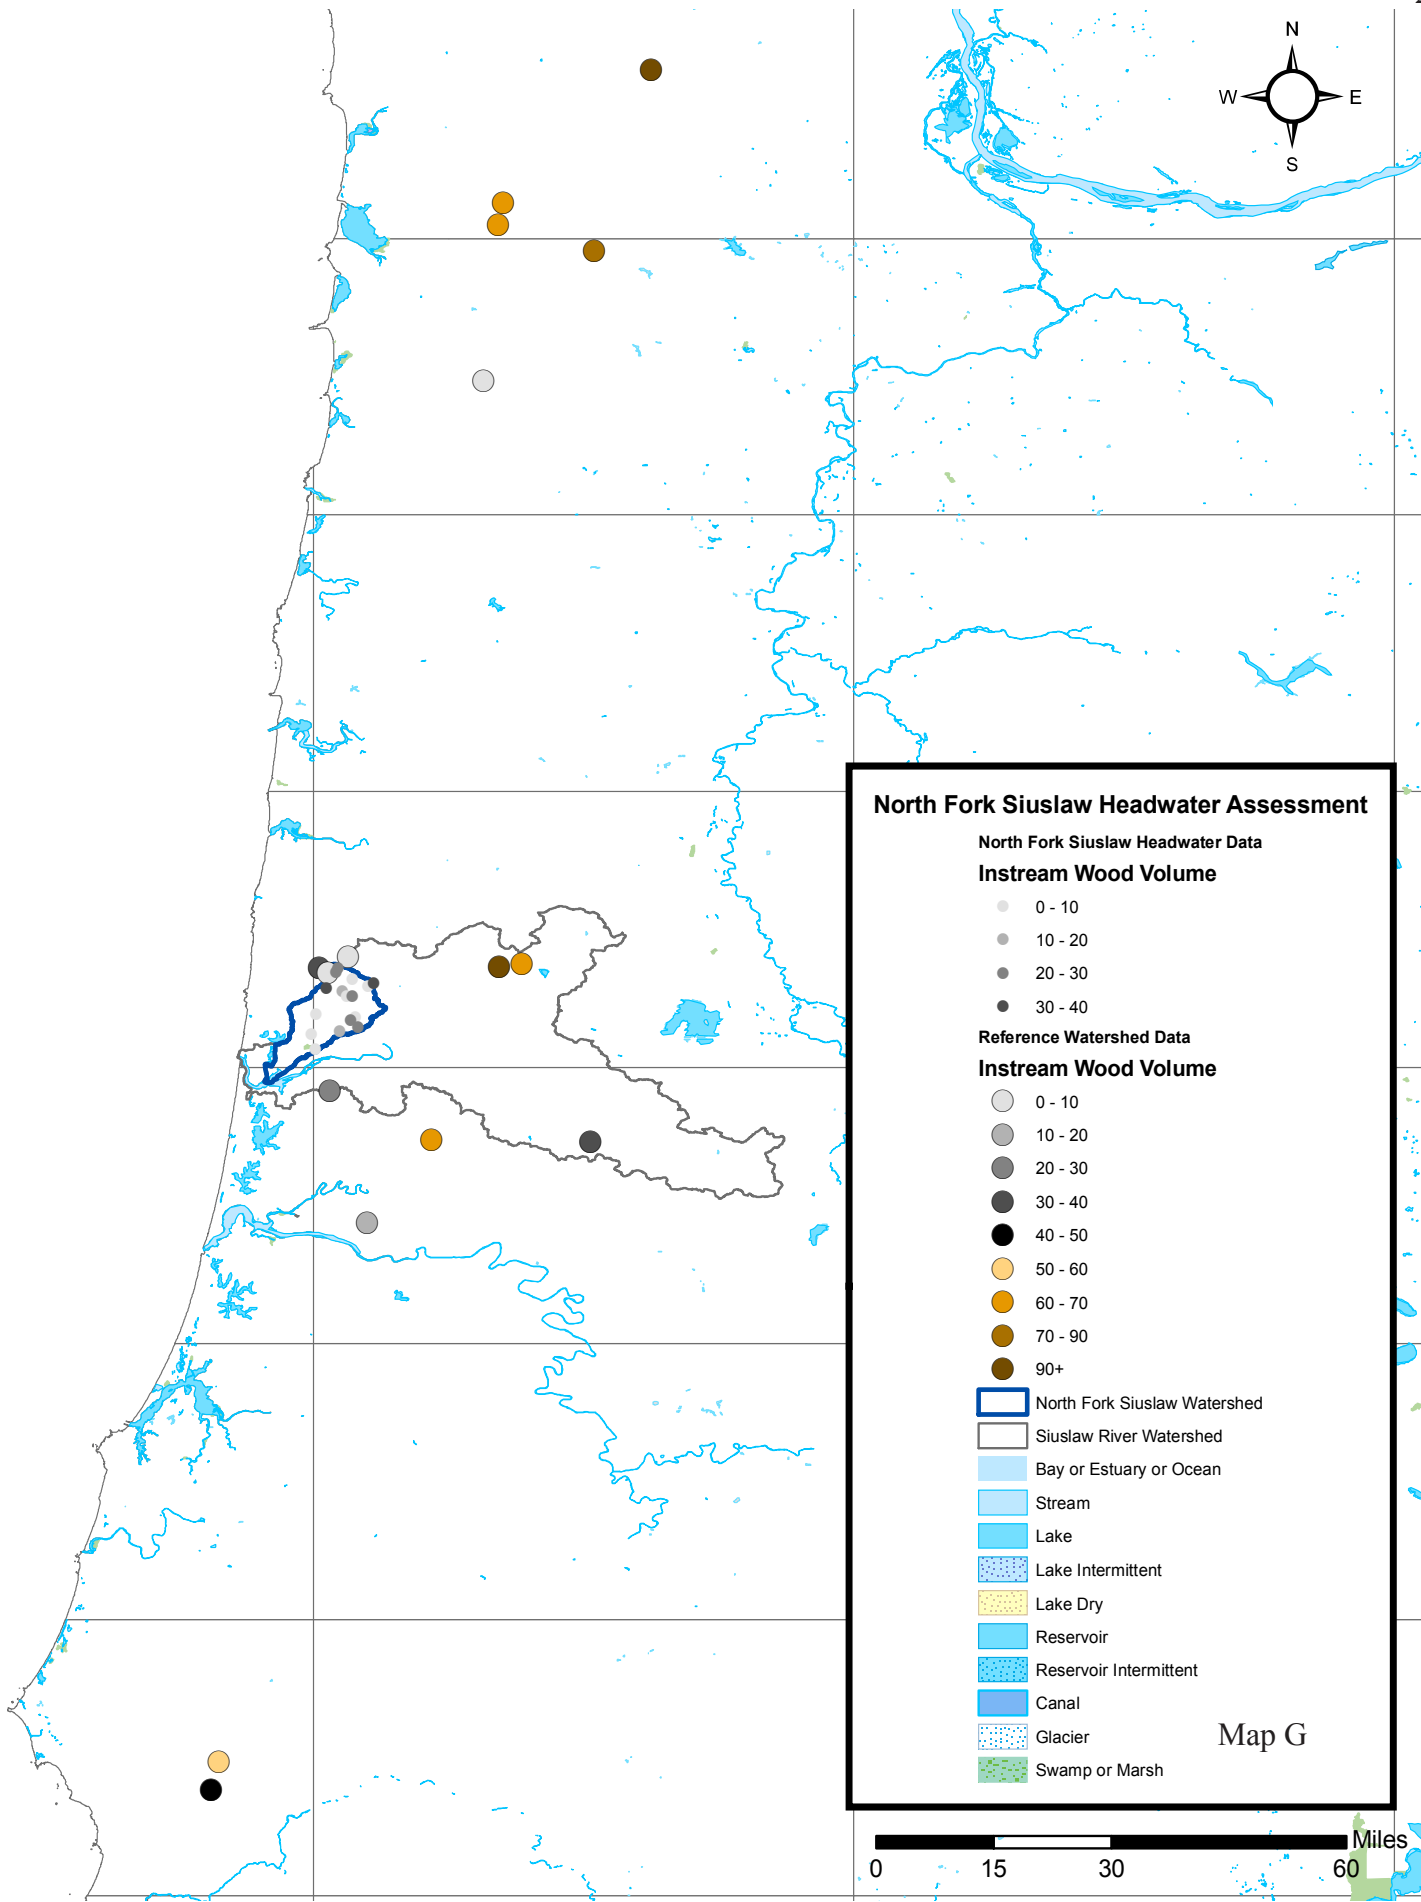 N
W
E
S
North Fork Siuslaw Headwater Assessment
North Fork Siuslaw Headwater Data
Instream Wood Volume
0 - 10
10 - 20
20 - 30
30 - 40
Reference Watershed Data
Instream Wood Volume
0 - 10
10 - 20
20 - 30
30 - 40
40 - 50
50 - 60
60 - 70
70 - 90
90+
North Fork Siuslaw Watershed
Siuslaw River Watershed
Bay or Estuary or Ocean
Stream
Lake
Lake Intermittent
Lake Dry
Reservoir
Reservoir Intermittent
Canal
Glacier
Swamp or Marsh
Map G
Miles
0 15 30 60